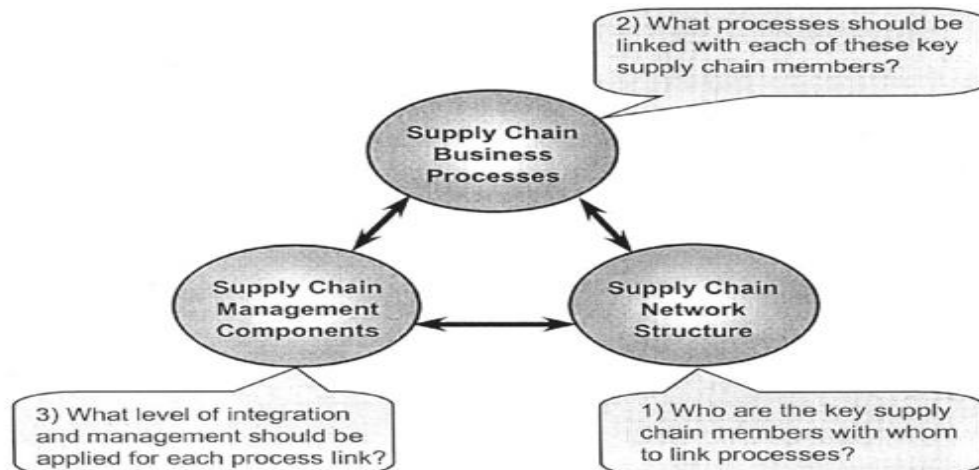 2) What processes should be
linked with each of these key
supply chain members?
Supply Chain
Business
Processes
Supply Chain
Management
Components
Supply Chain
Network
Structure
3) What level of integration
and management should be
applied for each process link?
1) Who are the key supply
chain members with whom
to link processes?